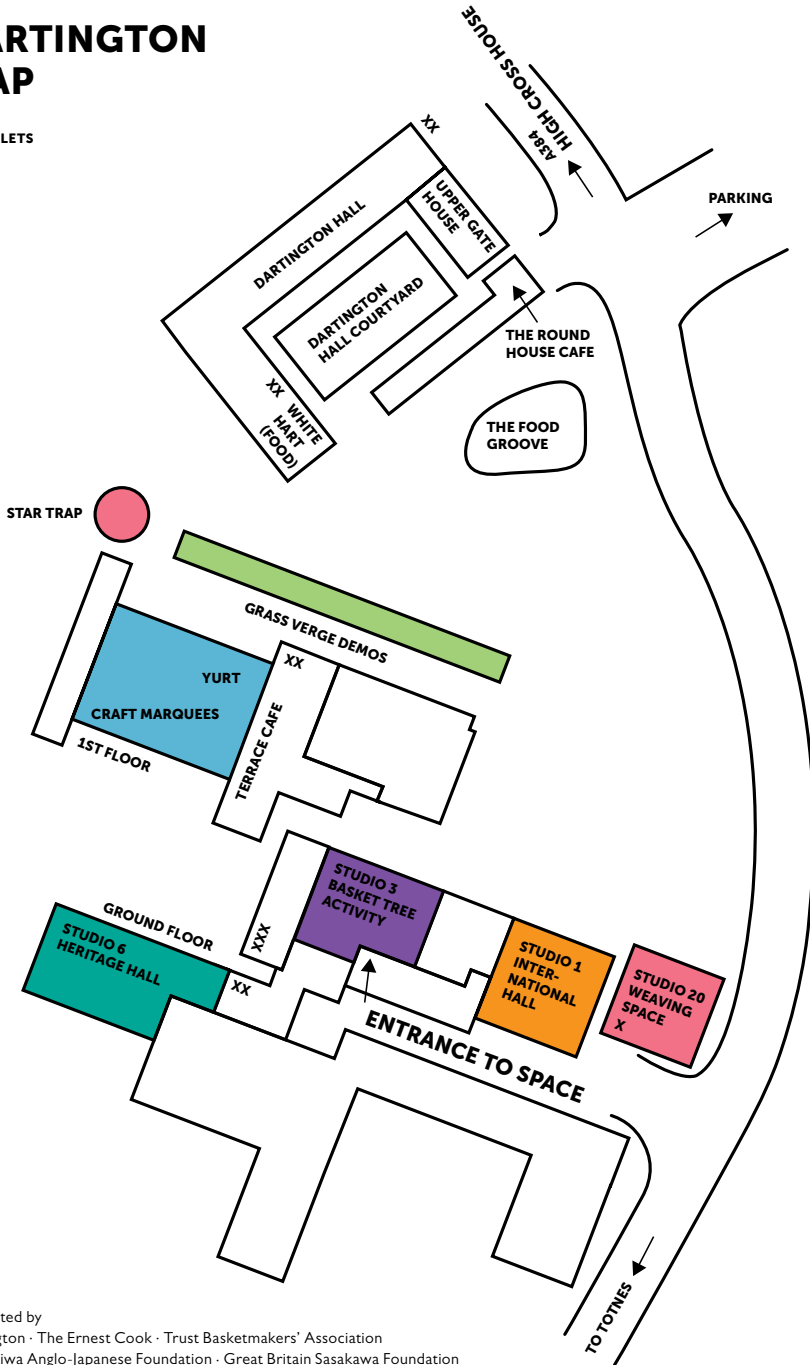 ARTINGTON
AP
LETS
HIGH CROSS HOUSE
A384
PARKING
XX
UPPER GATE
HOUSE
DARTINGTON HALL
DARTINGTON
HALL COURTYARD
THE ROUND
HOUSE CAFE
XX WHITE
HART
(FOOD)
THE FOOD
GROOVE
STAR TRAP
GRASS VERGE DEMOS
XX
YURT
CRAFT MARQUEES
TERRACE CAFE
1ST FLOOR
STUDIO 3
BASKET TREE
ACTIVITY
GROUND FLOOR
XXX
STUDIO 6
HERITAGE HALL
XX
STUDIO 1
INTER-
NATIONAL
HALL
STUDIO 20
WEAVING
SPACE
X
ENTRANCE TO SPACE
TO TOTNES
ted by
gton · The Ernest Cook · Trust Basketmakers’ Association
iwa Anglo-Japanese Foundation · Great Britain Sasakawa Foundation